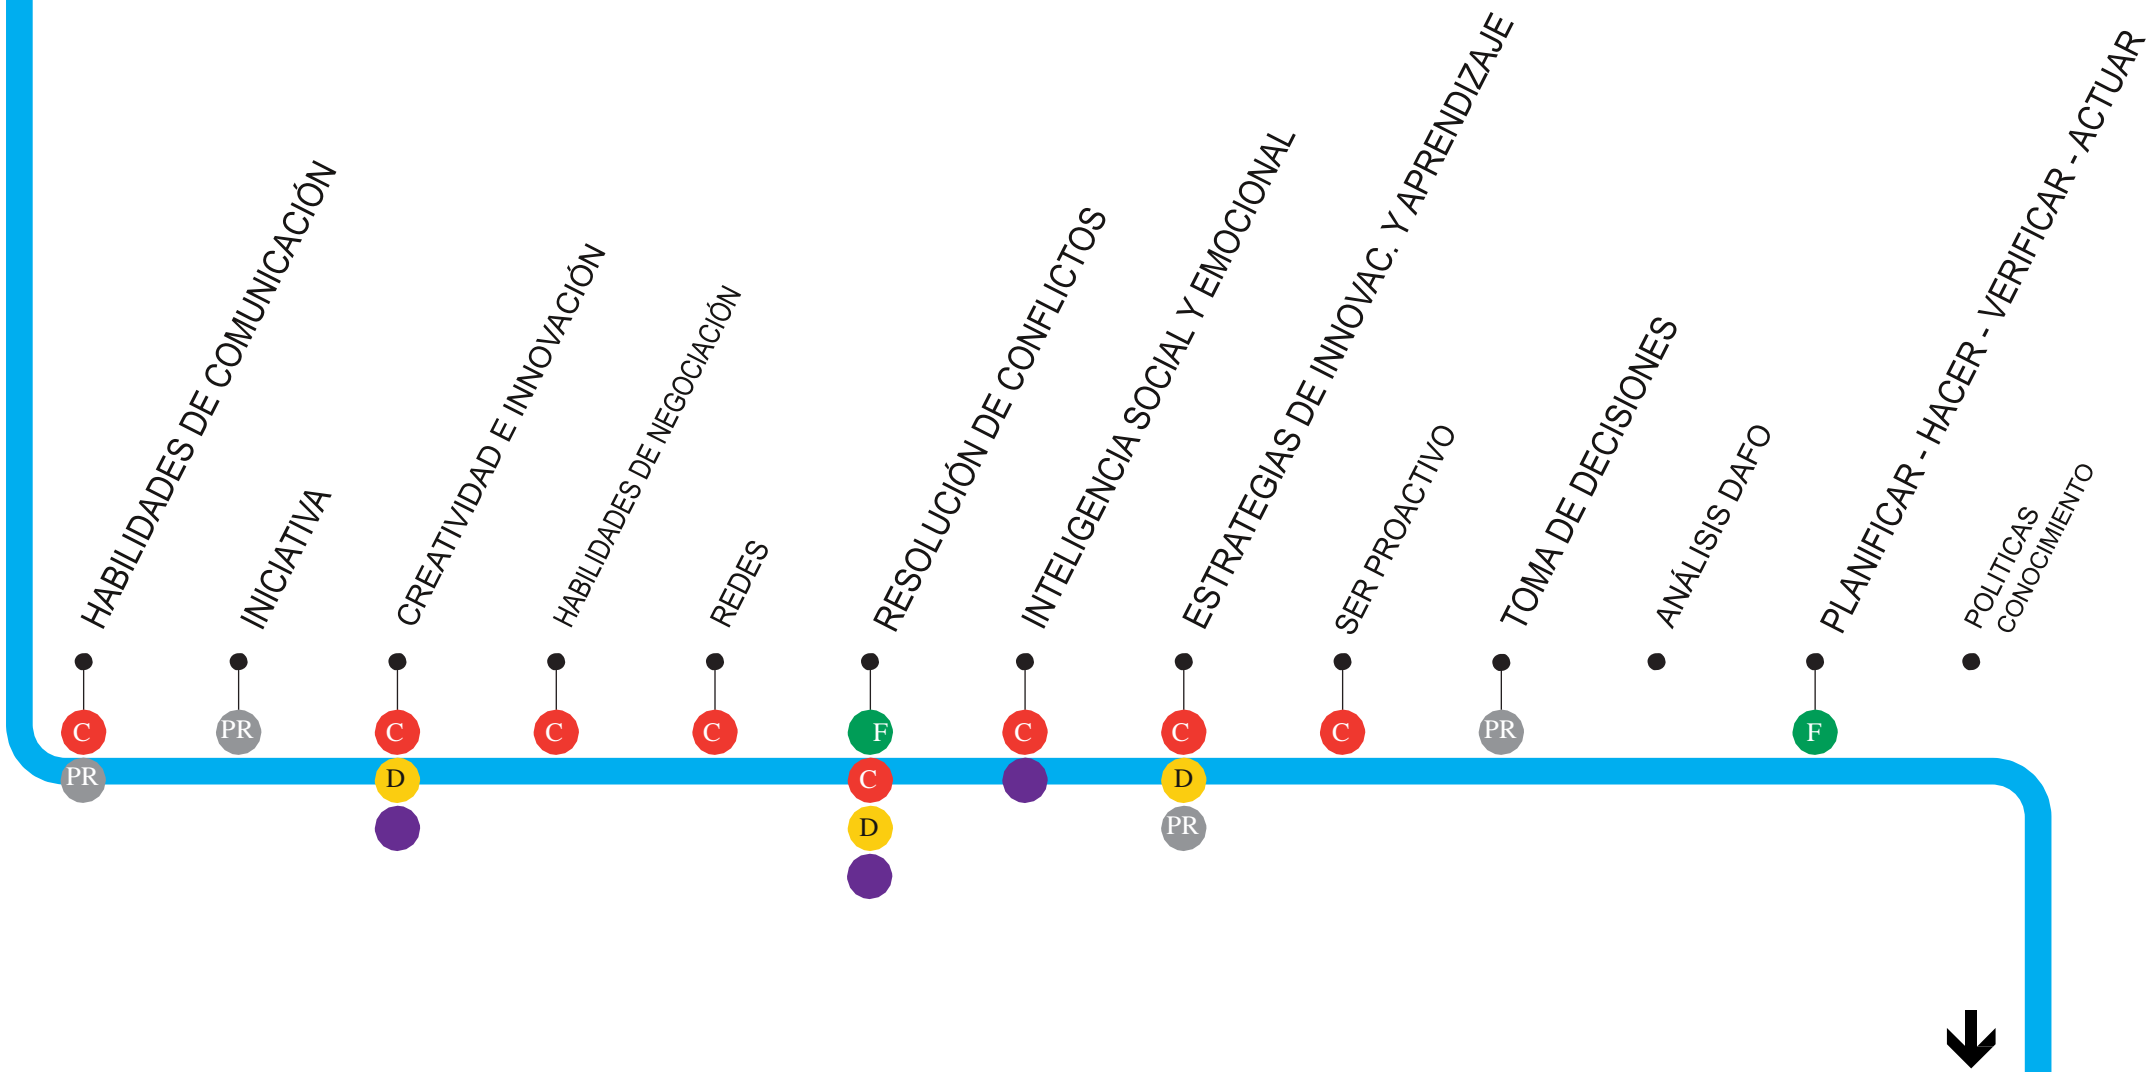 HABILIDADES DE COMUNICACIÓN
INICIATIVA
CREATIVIDAD E INNOVACIÓN
HABILIDADES DE NEGOCIACIÓN
REDES
RESOLUCIÓN DE CONFLICTOS
INTELIGENCIA SOCIAL Y EMOCIONAL
ESTRATEGIAS DE INNOVAC. Y APRENDIZAJE
SER PROACTIVO
TOMA DE DECISIONES
ANÁLISIS DAFO
PLANIFICAR - HACER - VERIFICAR - ACTUAR
POLITICAS
CONOCIMIENTO
C
PR
C
C
C
F
C
C
C
PR
F
PR
D
C
D
D
PR